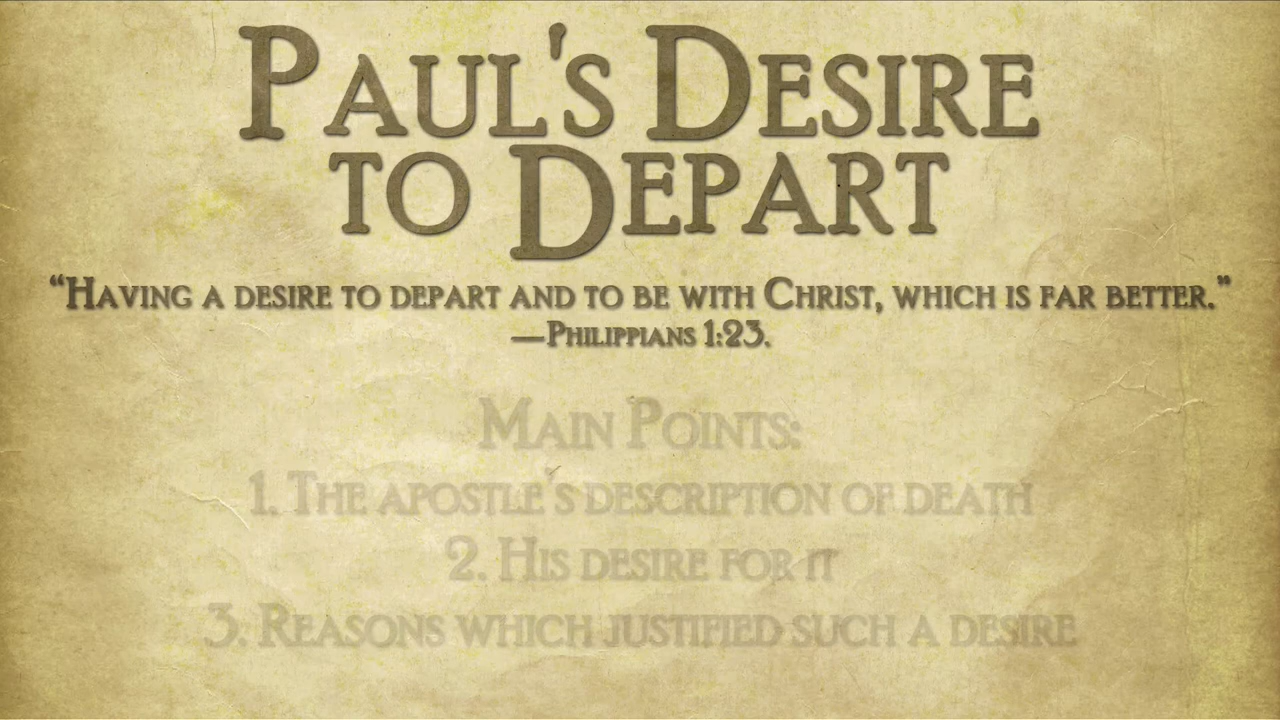 Paul's Desire
to Depart
“Having a desire to depart and to be with Christ, which is far better.”
—Philippians 1:23.
Main Points:
1. The apostle's description of death
2. His desire for it
3. Reasons which justified such a desire